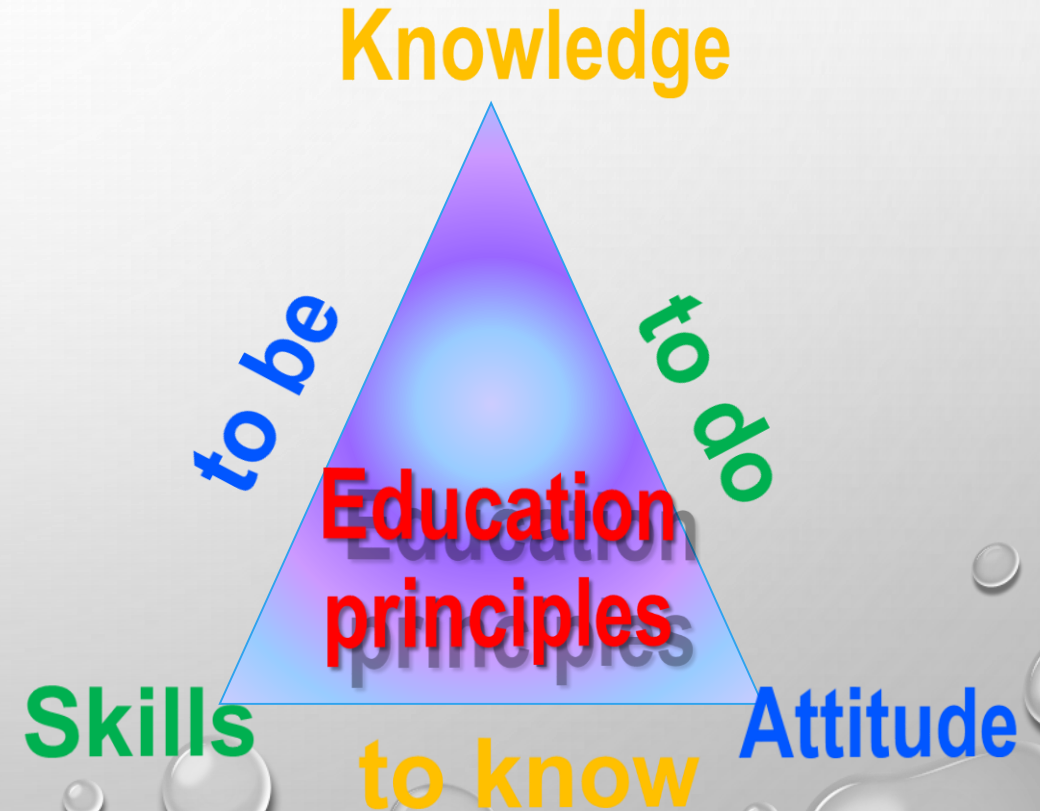 Knowledge
to be
to do
Education
principles
Skills
Attitude
to know